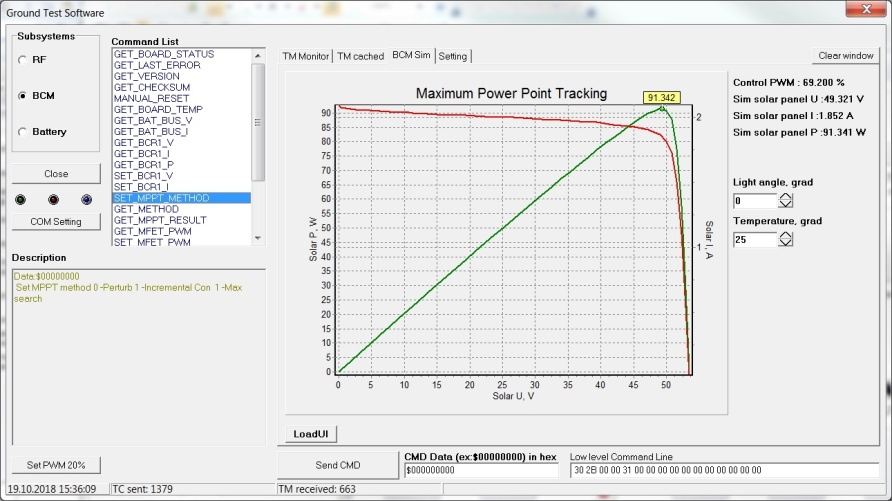 Ground Test Software
Subsystems
RF
BCM
Battery
Close
COM Setting
Command List
GET_BOARD_STATUS
GET_LAST_ERROR
GET_VERSION
GET_CHECKSUM
MANUAL_RESET
GET_BOARD_TEMP
GET_BAT_BUS_V
GET_BAT_BUS_I
GET_BCR1_V
GET_BCR1_I
GET_BCR1_P
SET_BCR1_V
SET_BCR1_I
SET_MPPT_METHOD
GET_METHOD
GET_MPPT_RESULT
GET_MFET_PWM
SET_MFET_PWM
Description
Data:$00000000
Set MPPT method 0-Perturb 1-Incremental Con 1-Max
search
Set PWM 20%
TM Monitor TM cached BCM Sim Setting
Clear window
Maximum Power Point Tracking
91.342
90
85
80
75
70
65
60
55
50
45
40
35
30
25
20
15
10
5
0
Solar P, W
0 5 10 15 20 25 30 35 40 45 50
Solar U, V
2
1
Solar I, A
Control PWM : 69.200 %
Sim solar panel U :49.321 V
Sim solar panel I :1.852 A
Sim solar panel P :91.341 W
Light angle, grad
0
Temperature, grad
25
LoadUI
Send CMD
CMD Data (ex:$00000000) in hex
$000000000
Low level Command Line
30 2B 00 00 31 00 00 00 00 00 00 00 00 00 00 00
19.10.2018 15:36:09 TC sent: 1379 TM received: 663